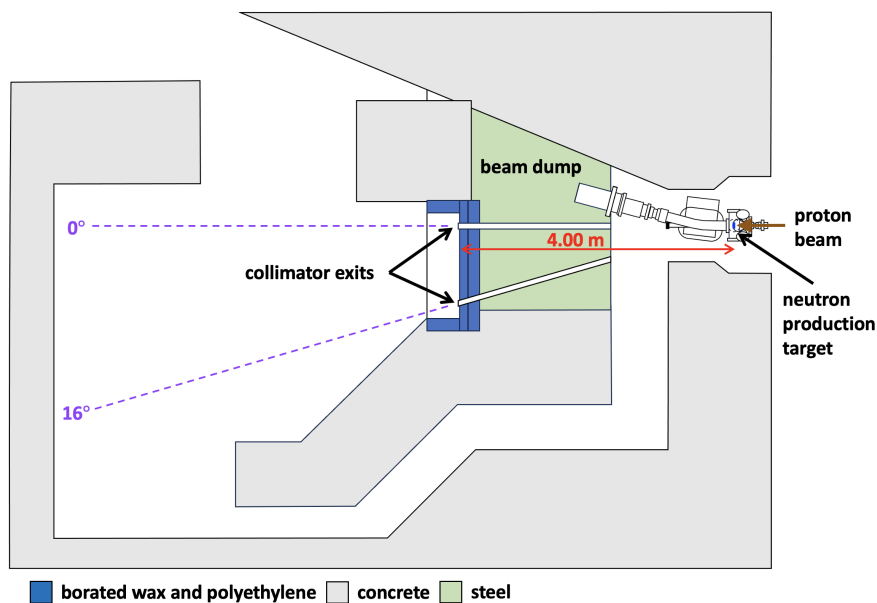 beam dump
proton
beam
0°
4.00 m
collimator exits
neutron
production
target
16°
borated wax and polyethylene
concrete
steel